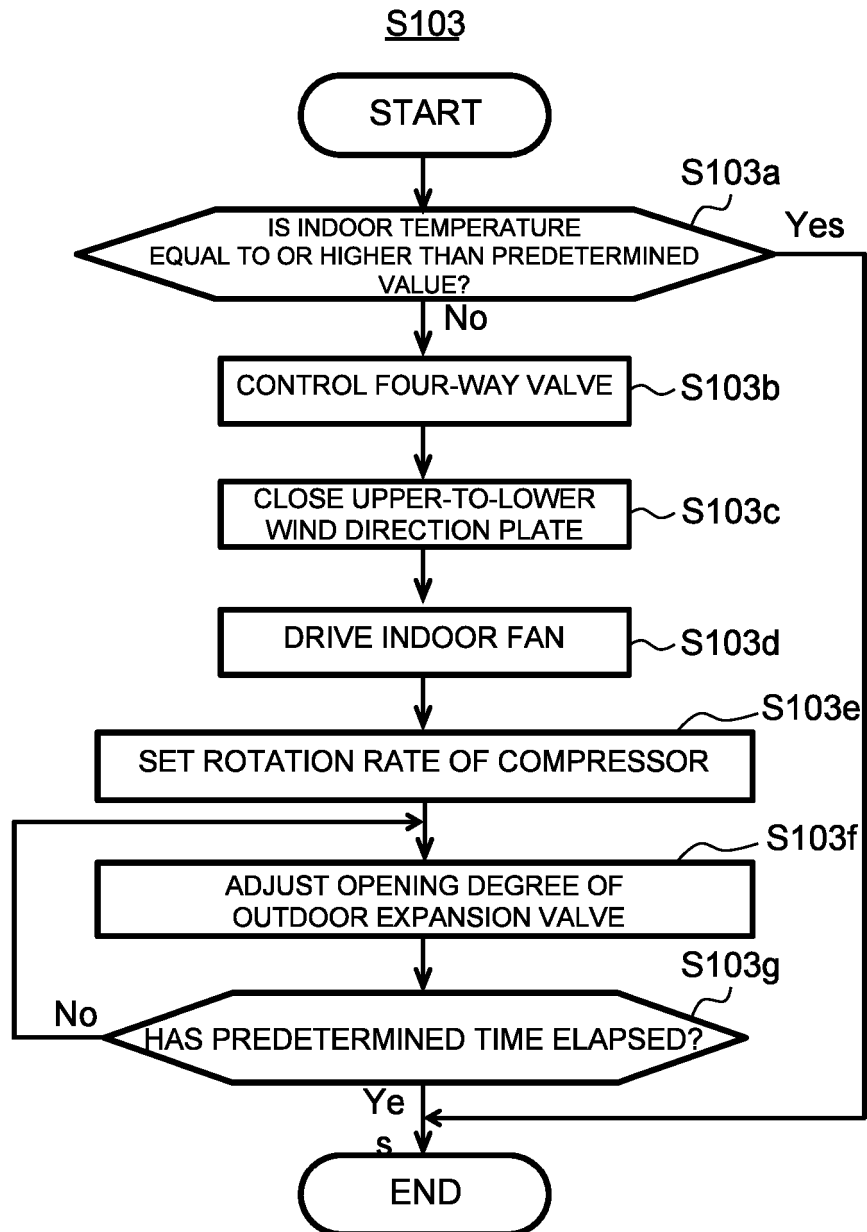 S103
START
S103a
IS INDOOR TEMPERATURE
EQUAL TO OR HIGHER THAN PREDETERMINED
VALUE?
Yes
No
CONTROL FOUR-WAY VALVE
S103b
CLOSE UPPER-TO-LOWER
WIND DIRECTION PLATE
S103c
DRIVE INDOOR FAN
S103d
S103e
SET ROTATION RATE OF COMPRESSOR
S103f
ADJUST OPENING DEGREE OF
OUTDOOR EXPANSION VALVE
S103g
No
HAS PREDETERMINED TIME ELAPSED?
Ye
s
END